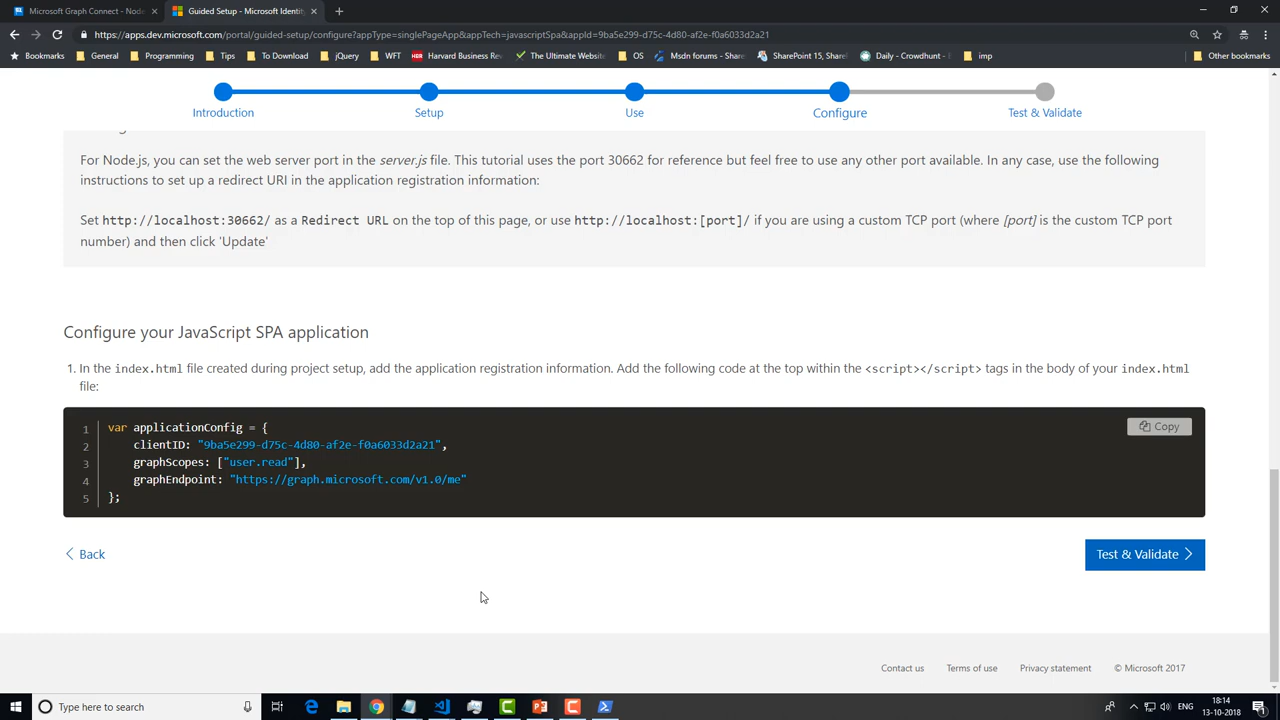 Microsoft Graph Connect - Node
Guided Setup - Microsoft Identity
https://apps.dev.microsoft.com/portal/guided-setup/configure?appType=singlePageApp&appTech=javascriptSpa&appId=9ba5e299-d75c-4d80-af2e-f0a6033d2a21
Bookmarks General Programming Tips To Download jQuery WFT Harvard Business Rev The Ultimate Website OS Msdn forums - Share SharePoint 15, Share Daily - Crowdhunt - imp Other bookmarks
Introduction Setup Use Configure Test & Validate
For Node.js, you can set the web server port in the server.js file. This tutorial uses the port 30662 for reference but feel free to use any other port available. In any case, use the following
instructions to set up a redirect URI in the application registration information:
Set http://localhost:30662/ as a Redirect URL on the top of this page, or use http://localhost:[port]/ if you are using a custom TCP port (where [port] is the custom TCP port
number) and then click 'Update'
Configure your JavaScript SPA application
1. In the index.html file created during project setup, add the application registration information. Add the following code at the top within the <script></script> tags in the body of your index.html
file:
Copy
1 var applicationConfig = {
2 clientID: "9ba5e299-d75c-4d80-af2e-f0a6033d2a21",
3 graphScopes: ["user.read"],
4 graphEndpoint: "https://graph.microsoft.com/v1.0/me"
5 };
Back
Test & Validate
Contact us Terms of use Privacy statement © Microsoft 2017
Type here to search
ENG
18:14
13-10-2018